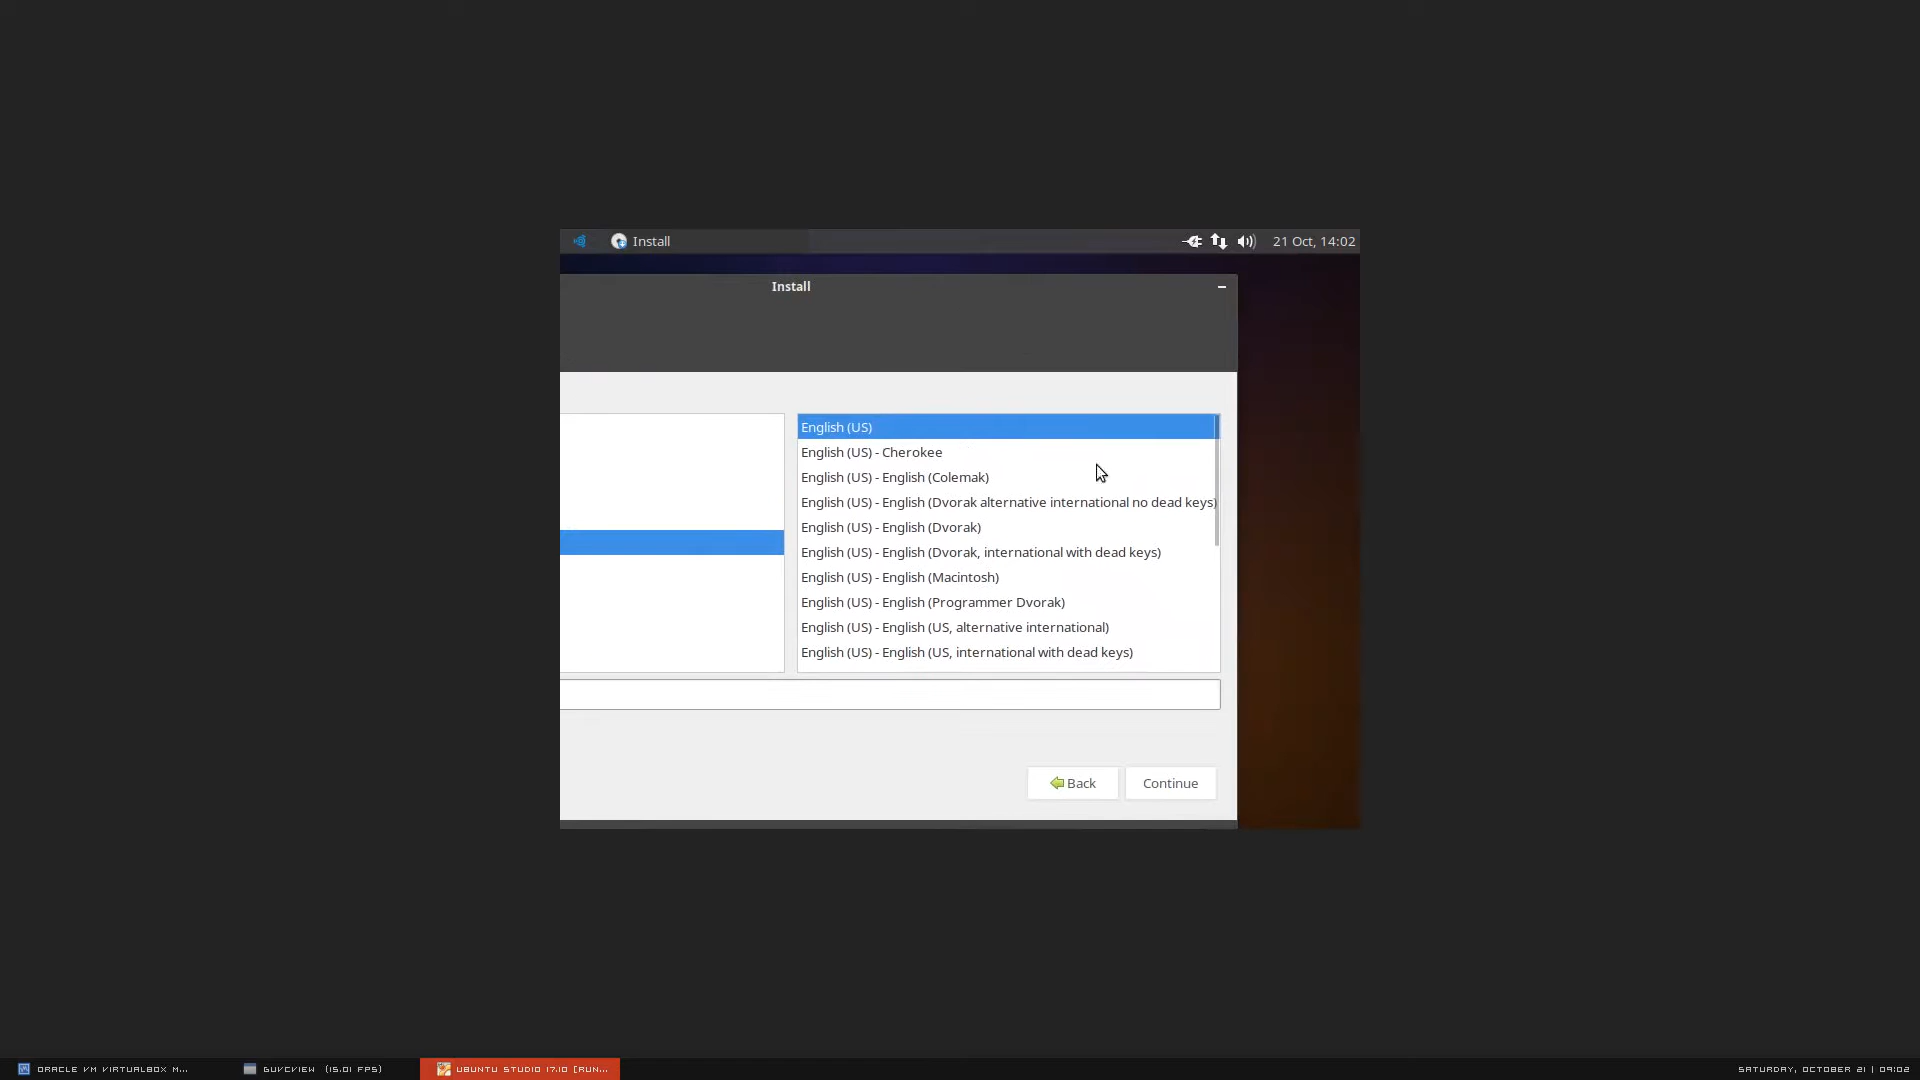 Install
21 Oct, 14:02
Install
English (US)
English (US) - Cherokee
English (US) - English (Colemak)
English (US) - English (Dvorak alternative international no dead keys)
English (US) - English (Dvorak)
English (US) - English (Dvorak, international with dead keys)
English (US) - English (Macintosh)
English (US) - English (Programmer Dvorak)
English (US) - English (US, alternative international)
English (US) - English (US, international with dead keys)
Back
Continue
ORACLE VM VIRTUALBOX M...
GUVCVIEW (15.01 FPS)
UBUNTU STUDIO 17.10 [RUN...
SATURDAY, OCTOBER 21 | 09:02